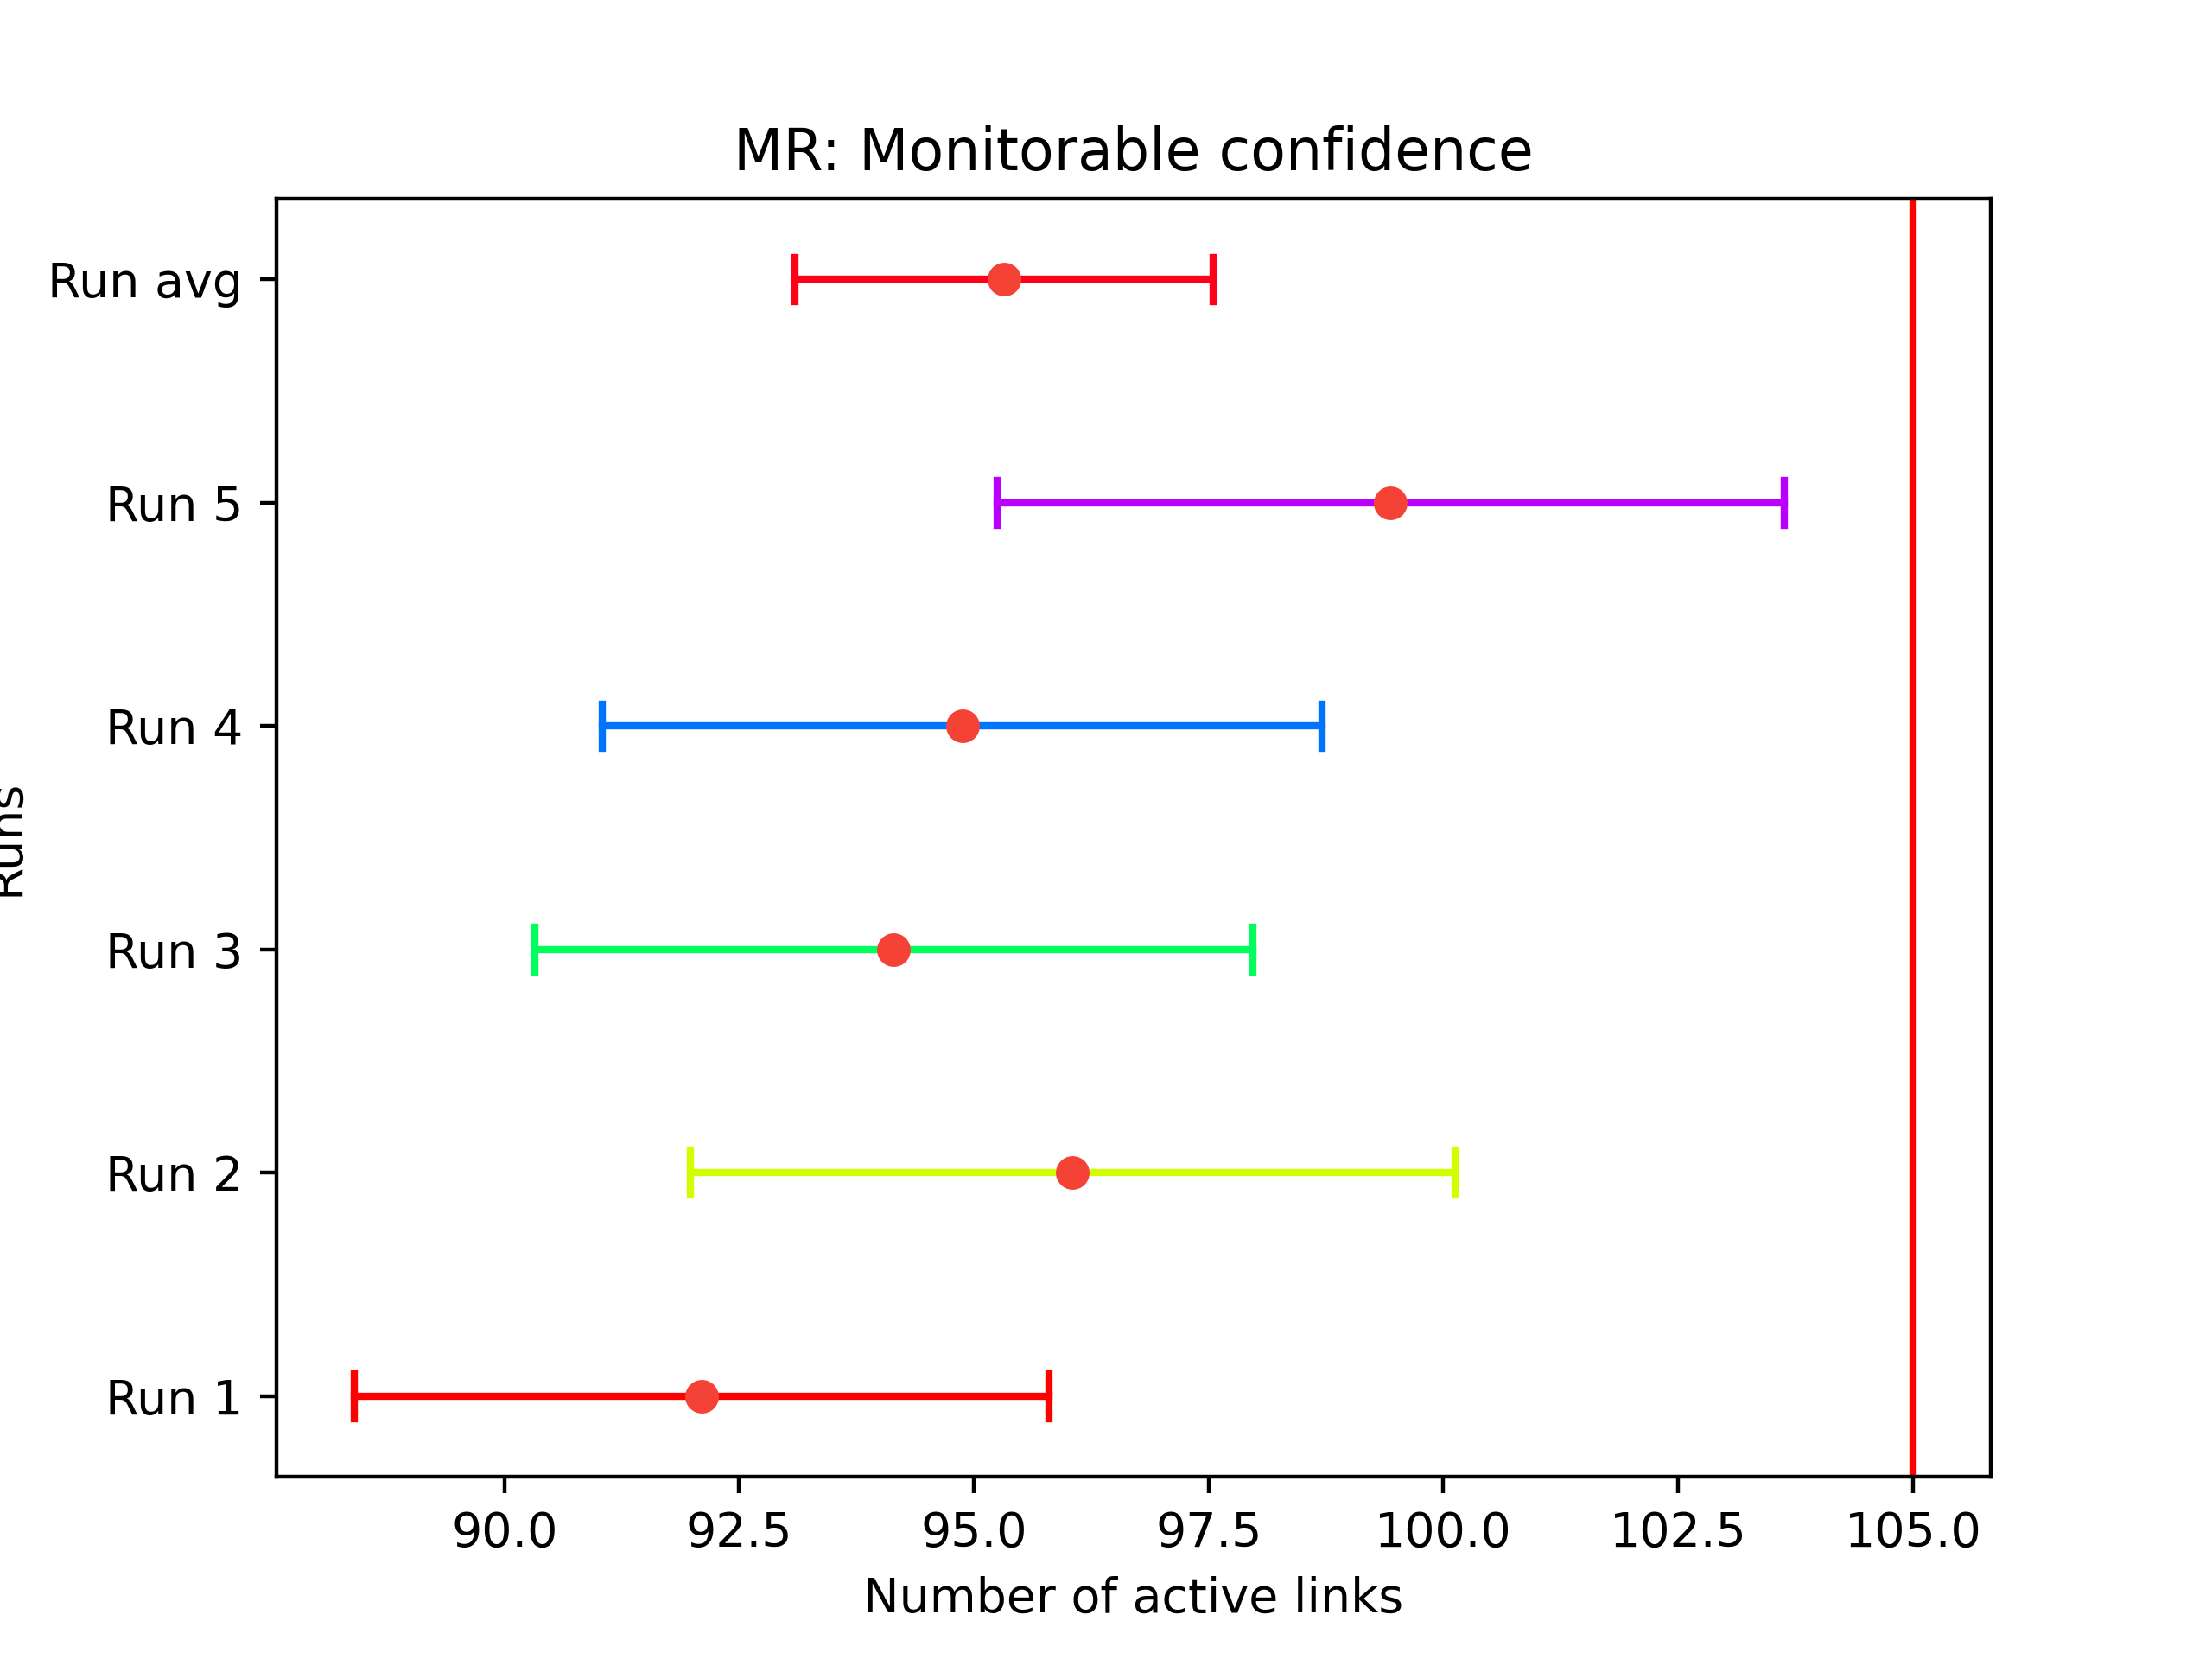 MR: Monitorable confidence
Run avg
Run 5
Run 4
Runs
Run 3
Run 2
Run 1
90.0 92.5 95.0 97.5 100.0 102.5 105.0
Number of active links